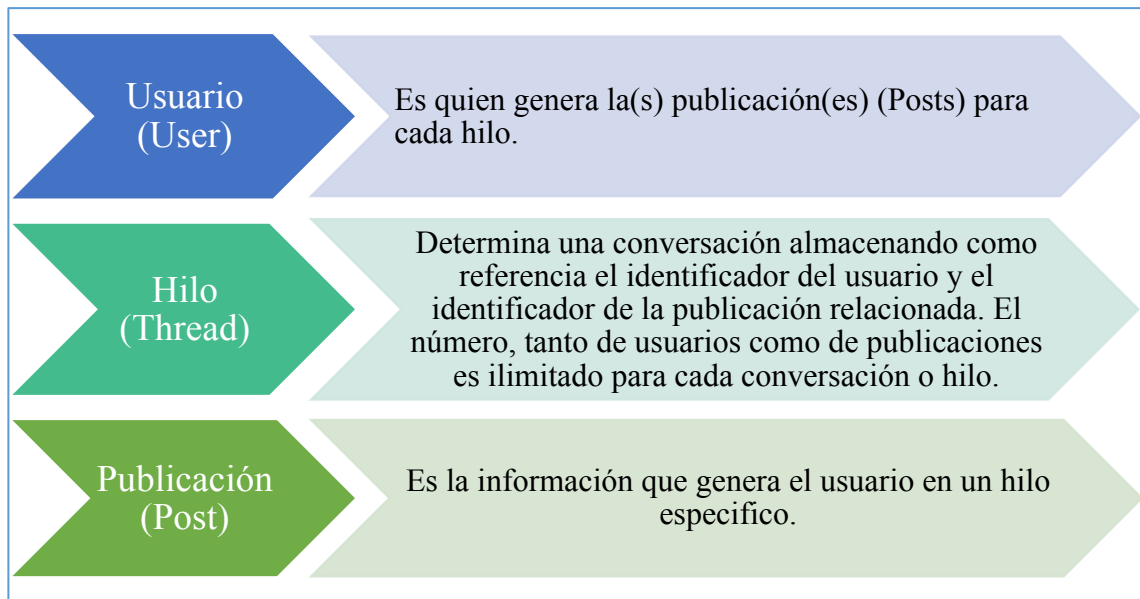 Usuario
(User)
Es quien genera la(s) publicación(es) (Posts) para
cada hilo.
Hilo
(Thread)
Determina una conversación almacenando como
referencia el identificador del usuario y el
identificador de la publicación relacionada. El
número, tanto de usuarios como de publicaciones
es ilimitado para cada conversación o hilo.
Publicación
(Post)
Es la información que genera el usuario en un hilo
especifico.